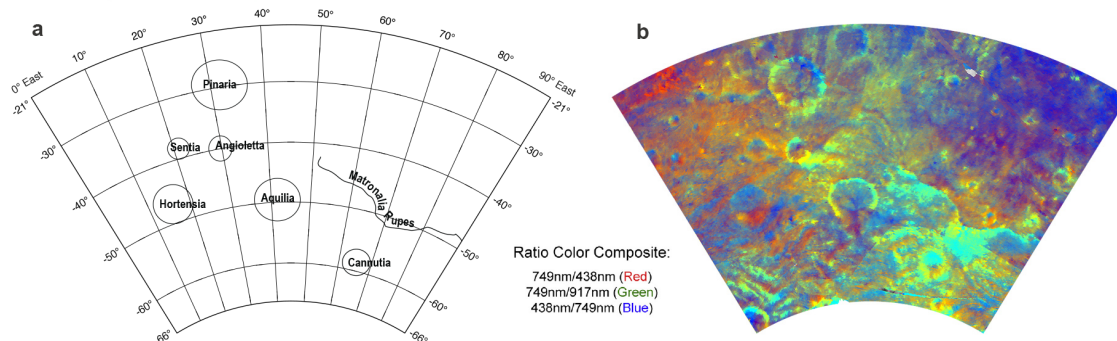 a
0° East
10°
20°
30°
40°
50°
60°
70°
80°
90° East
-21°
-21°
-30°
-30°
-40°
-40°
-50°
-50°
-60°
-60°
-66°
-66°
Pinaria
Sentia
Angioletta
Hortensia
Aquilia
Matronalia Rupes
Cannutia
b
Ratio Color Composite:
749nm/438nm (Red)
749nm/917nm (Green)
438nm/749nm (Blue)